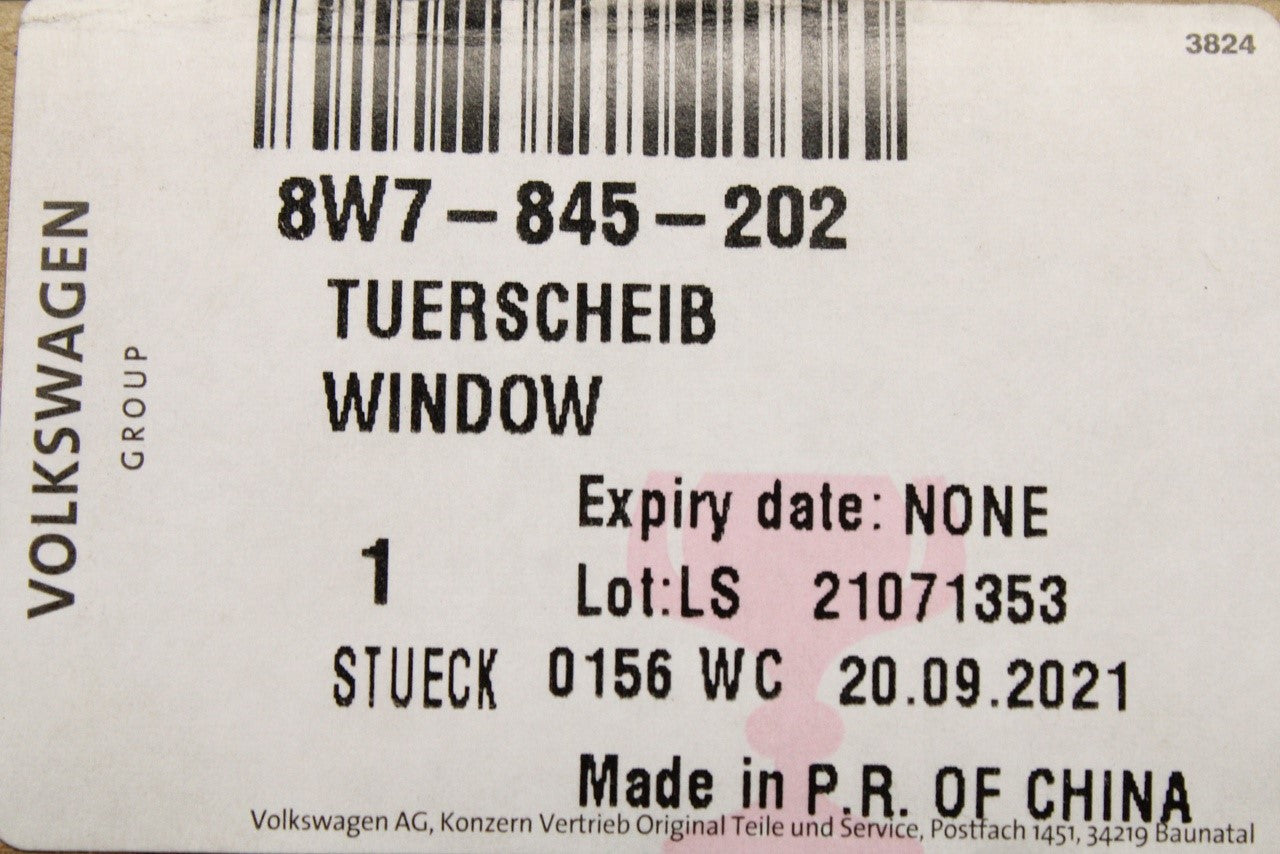 3824
8W7-845-202
TUERSCHEIB
WINDOW
VOLKSWAGEN
GROUP
Expiry date: NONE
1
Lot:LS 21071353
STUECK 0156 WC 20.09.2021
Made in P.R. OF CHINA
Volkswagen AG, Konzern Vertrieb Original Teile und Service, Postfach 1451, 34219 Baunatal